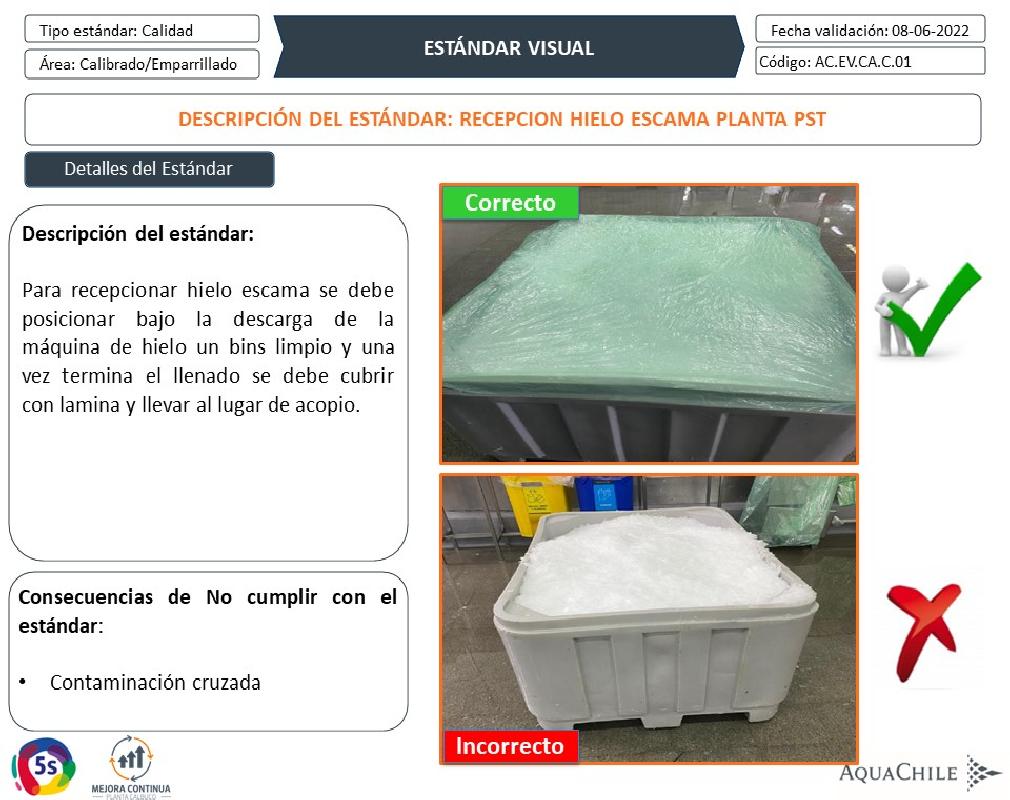 Tipo estándar: Calidad
Área: Calibrado/Emparrillado
ESTÁNDAR VISUAL
Fecha validación: 08-06-2022
Código: AC.EV.CA.C.01
DESCRIPCIÓN DEL ESTÁNDAR: RECEPCION HIELO ESCAMA PLANTA PST
Detalles del Estándar
Descripción del estándar:
Para recepcionar hielo escama se debe
posicionar bajo la descarga de la
máquina de hielo un bins limpio y una
vez termina el llenado se debe cubrir
con lamina y llevar al lugar de acopio.
Consecuencias de No cumplir con el
estándar:
• Contaminación cruzada
Correcto
Incorrecto
5s
MEJORA CONTINUA
PLANTA CALBUCO
AQUACHILE